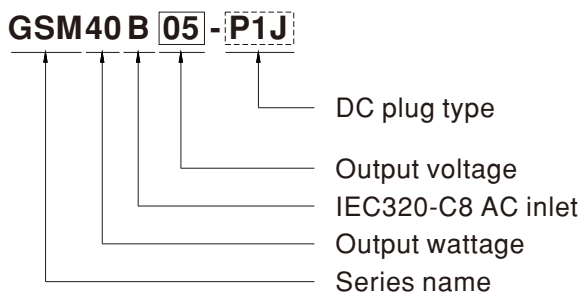 GSM40B05-P1J
DC plug type
Output voltage
IEC320-C8 AC inlet
Output wattage
Series name